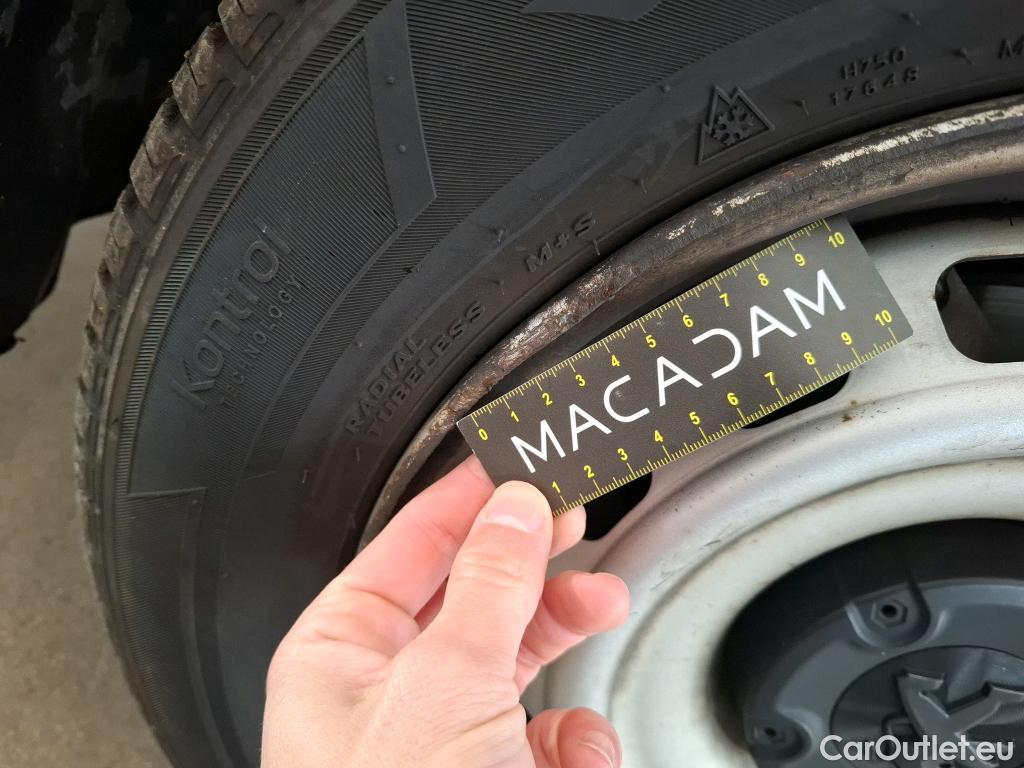 H750
17648
M+S
Kontrol
TECHNOLOGY
RADIAL
TUBELESS
0 1 2 3 4 5 6 7 8 9 10
MACADAM
1 2 3 4 5 6 7 8 9 10
CarOutlet.eu